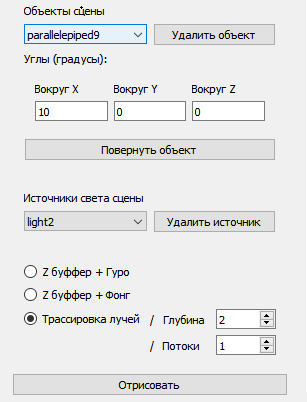 Объекты сцены
parallelepiped9 Удалить объект
Углы (градусы):
Вокруг X Вокруг Y Вокруг Z
10 0 0
Повернуть объект
Источники света сцены
light2 Удалить источник
Z буффер + Гуро
Z буффер + Фонг
Трассировка лучей / Глубина 2
/ Потоки 1
Отрисовать